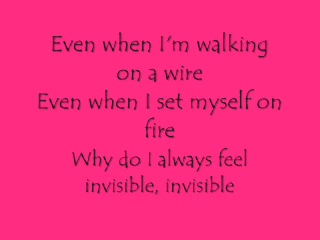 Even when I'm walking
on a wire
Even when I set myself on
fire
Why do I always feel
invisible, invisible